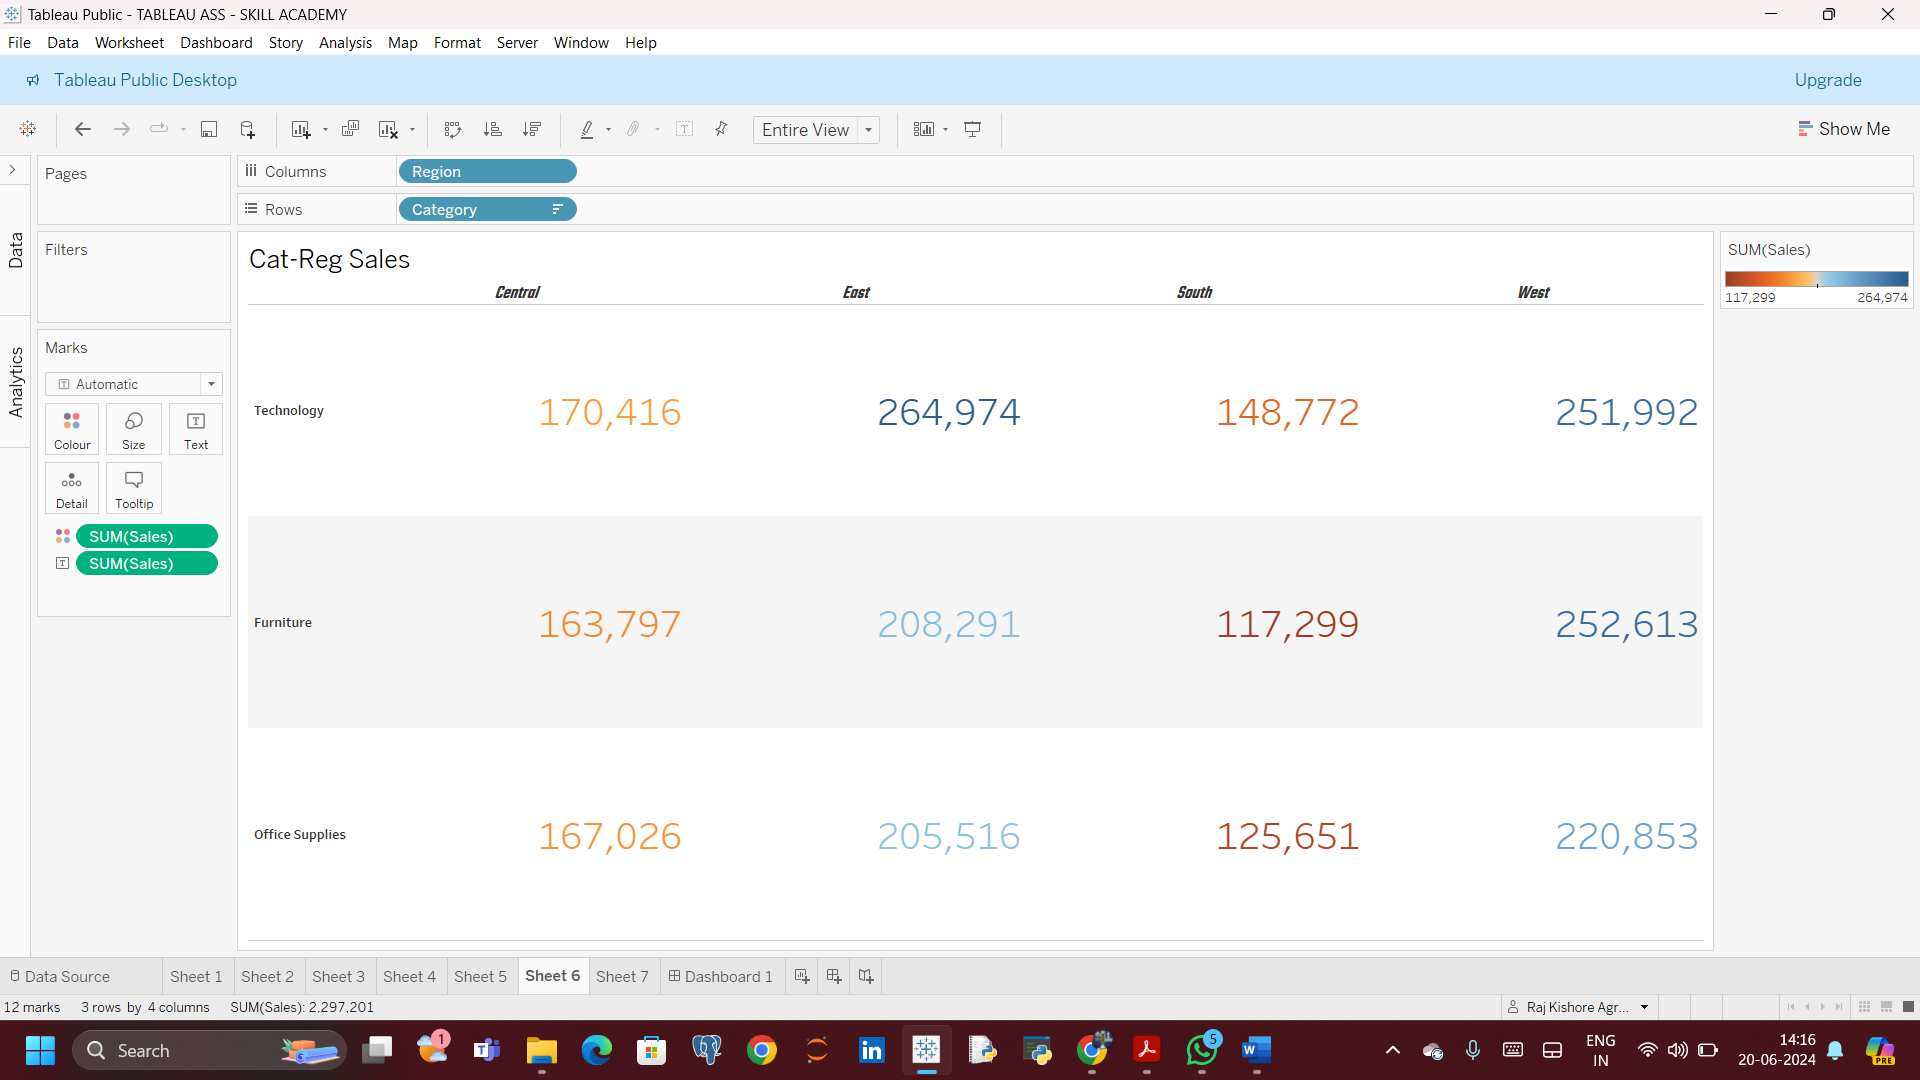 Tableau Public - TABLEAU ASS - SKILL ACADEMY
File Data Worksheet Dashboard Story Analysis Map Format Server Window Help
Tableau Public Desktop Upgrade
Entire View Show Me
Pages
Columns Region
Rows Category
Data
Filters
Analytics
Marks
Automatic
Colour Size Text
Detail Tooltip
SUM(Sales)
SUM(Sales)
Cat-Reg Sales
Central East South West
Technology 170,416 264,974 148,772 251,992
Furniture 163,797 208,291 117,299 252,613
Office Supplies 167,026 205,516 125,651 220,853
SUM(Sales)
117,299 264,974
Data Source Sheet 1 Sheet 2 Sheet 3 Sheet 4 Sheet 5 Sheet 6 Sheet 7 Dashboard 1
12 marks 3 rows by 4 columns SUM(Sales): 2,297,201 Raj Kishore Agr...
Search 1 5 ENG IN 14:16
20-06-2024 PRE